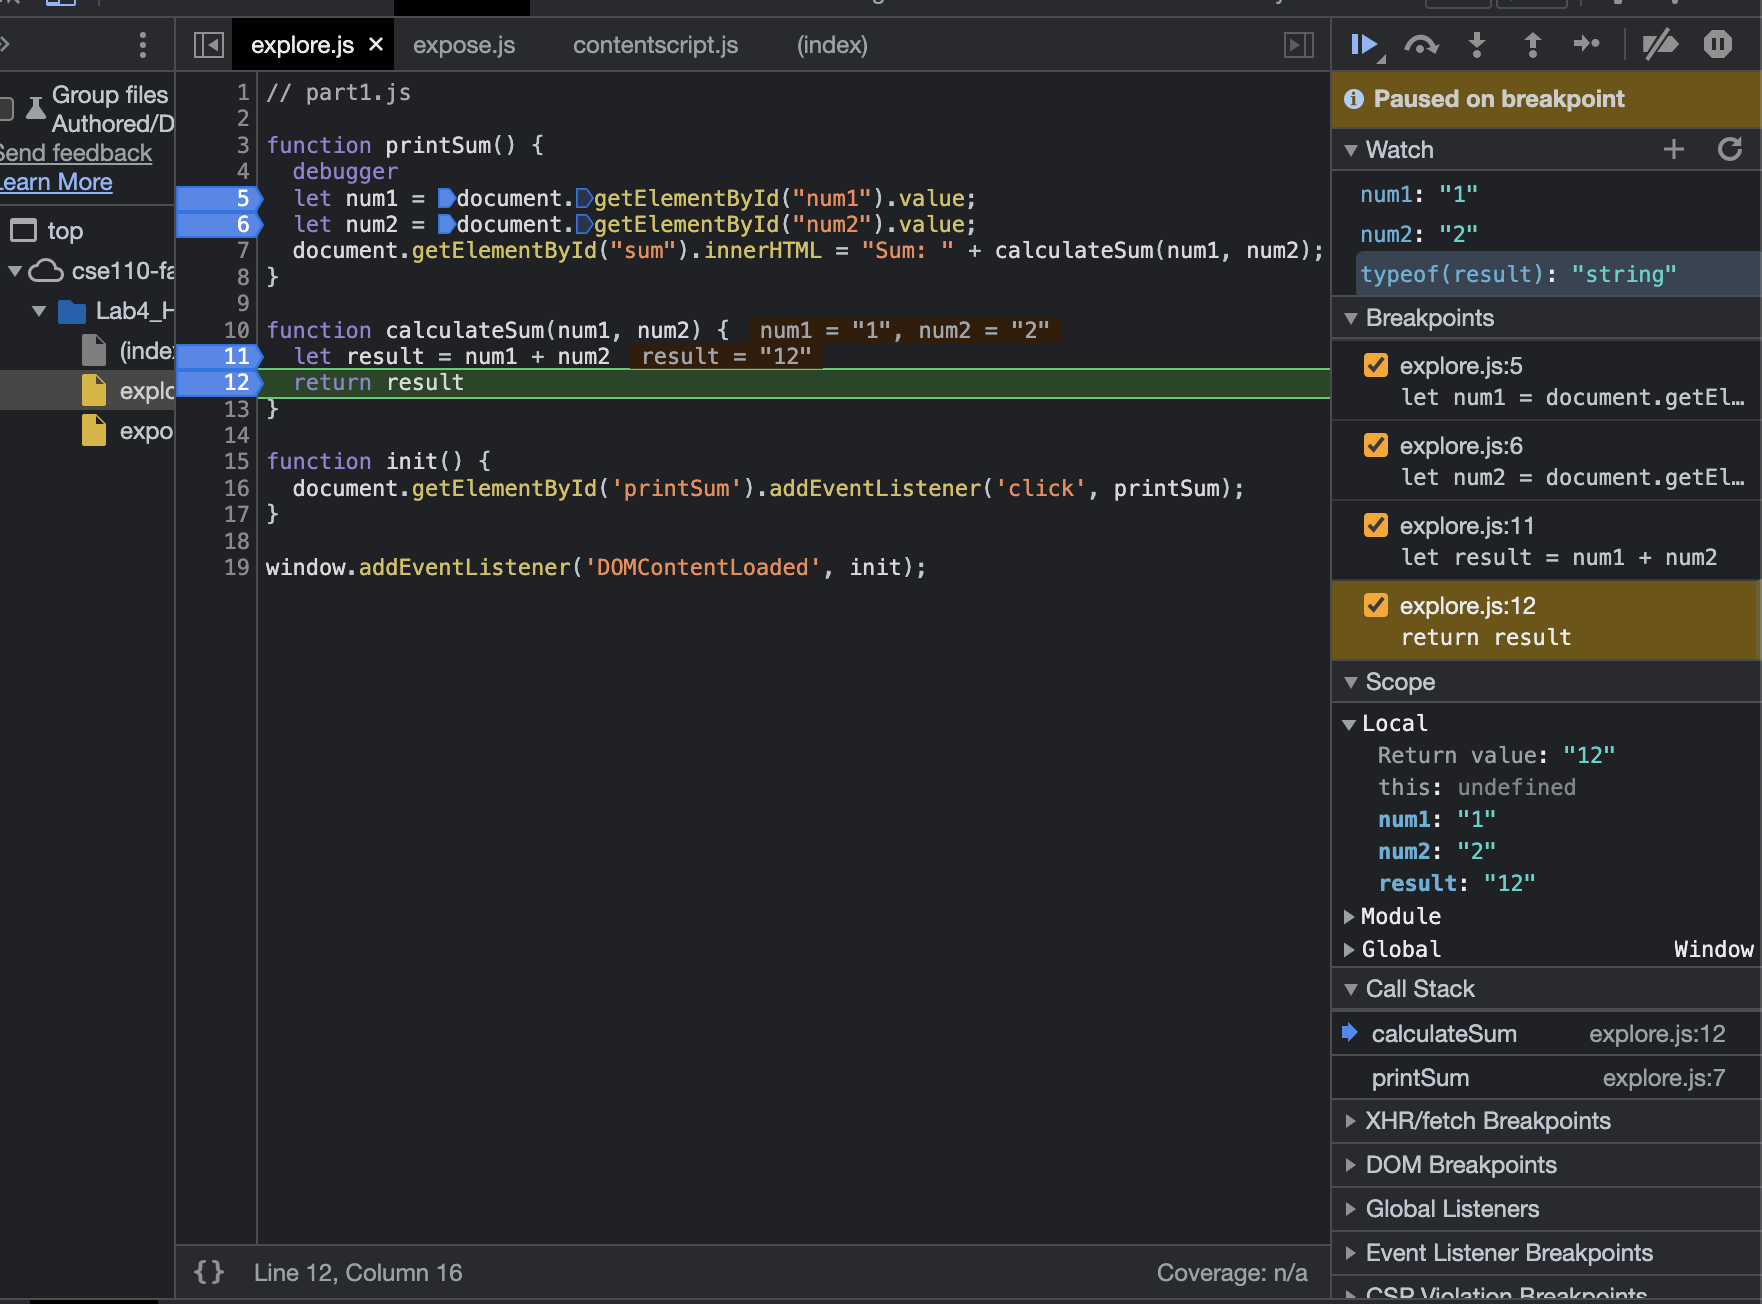 explore.js × expose.js contentscript.js (index)
Group files
Authored/D
Send feedback
Learn More
top
cse110-fa
Lab4_H
(inde
explo
expo
1 // part1.js
2
3 function printSum() {
4 debugger
5 let num1 = document.getElementById("num1").value;
6 let num2 = document.getElementById("num2").value;
7 document.getElementById("sum").innerHTML = "Sum: " + calculateSum(num1, num2);
8 }
9
10 function calculateSum(num1, num2) { num1 = "1", num2 = "2"
11 let result = num1 + num2 result = "12"
12 return result
13 }
14
15 function init() {
16 document.getElementById('printSum').addEventListener('click', printSum);
17 }
18
19 window.addEventListener('DOMContentLoaded', init);
{} Line 12, Column 16 Coverage: n/a
Paused on breakpoint
Watch
num1: "1"
num2: "2"
typeof(result): "string"
Breakpoints
explore.js:5
let num1 = document.getEl…
explore.js:6
let num2 = document.getEl…
explore.js:11
let result = num1 + num2
explore.js:12
return result
Scope
Local
Return value: "12"
this: undefined
num1: "1"
num2: "2"
result: "12"
Module
Global Window
Call Stack
calculateSum explore.js:12
printSum explore.js:7
XHR/fetch Breakpoints
DOM Breakpoints
Global Listeners
Event Listener Breakpoints
CSP Violation Breakpoints